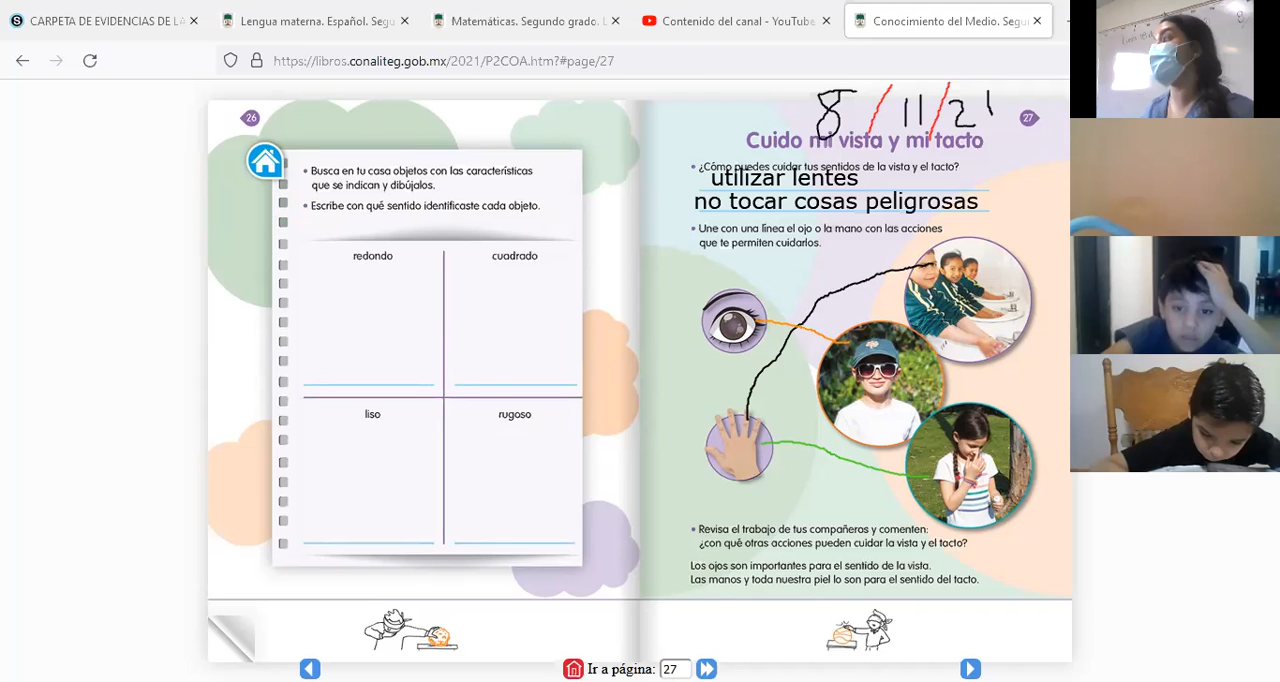 CARPETA DE EVIDENCIAS DE LA
Lengua materna. Español. Segu
Matemáticas. Segundo grado. L
Contenido del canal - YouTube
Conocimiento del Medio. Segu
https://libros.conaliteg.gob.mx/2021/P2COA.htm?#page/27
26
• Busca en tu casa objetos con las características
que se indican y dibújalos.
• Escribe con qué sentido identificaste cada objeto.
redondo
cuadrado
liso
rugoso
8/11/21
27
Cuido mi vista y mi tacto
• ¿Cómo puedes cuidar tus sentidos de la vista y el tacto?
utilizar lentes
no tocar cosas peligrosas
• Une con una línea el ojo o la mano con las acciones
que te permiten cuidarlos.
• Revisa el trabajo de tus compañeros y comenten:
¿con qué otras acciones pueden cuidar la vista y el tacto?
Los ojos son importantes para el sentido de la vista.
Las manos y toda nuestra piel lo son para el sentido del tacto.
Ir a página: 27